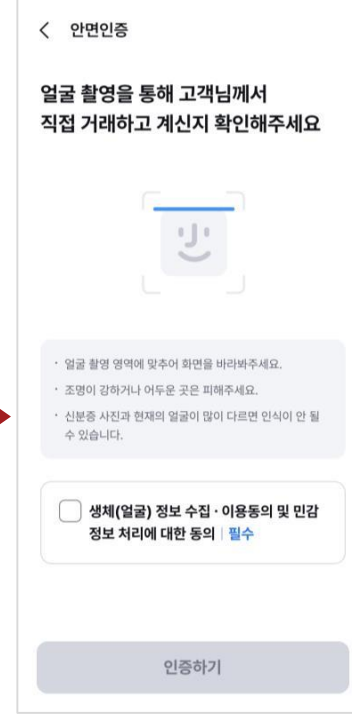 안면인증
얼굴 촬영을 통해 고객님께서
직접 거래하고 계신지 확인해주세요
· 얼굴 촬영 영역에 맞추어 화면을 바라봐주세요.
· 조명이 강하거나 어두운 곳은 피해주세요.
· 신분증 사진과 현재의 얼굴이 많이 다르면 인식이 안 될
수 있습니다.
생체(얼굴) 정보 수집 · 이용동의 및 민감
정보 처리에 대한 동의 | 필수
인증하기